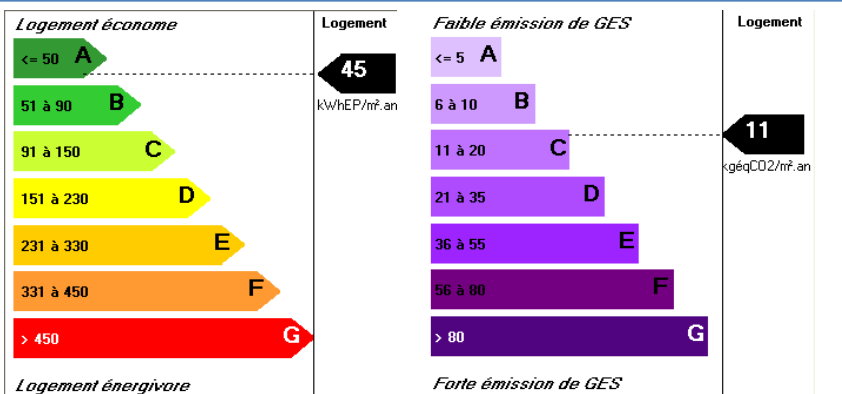 Logement économe
Logement
<= 50 A
45
kWhEP/m².an
51 à 90 B
91 à 150 C
151 à 230 D
231 à 330 E
331 à 450 F
> 450 G
Logement énergivore
Faible émission de GES
Logement
<= 5 A
6 à 10 B
11
kgéqCO2/m².an
11 à 20 C
21 à 35 D
36 à 55 E
56 à 80 F
> 80 G
Forte émission de GES